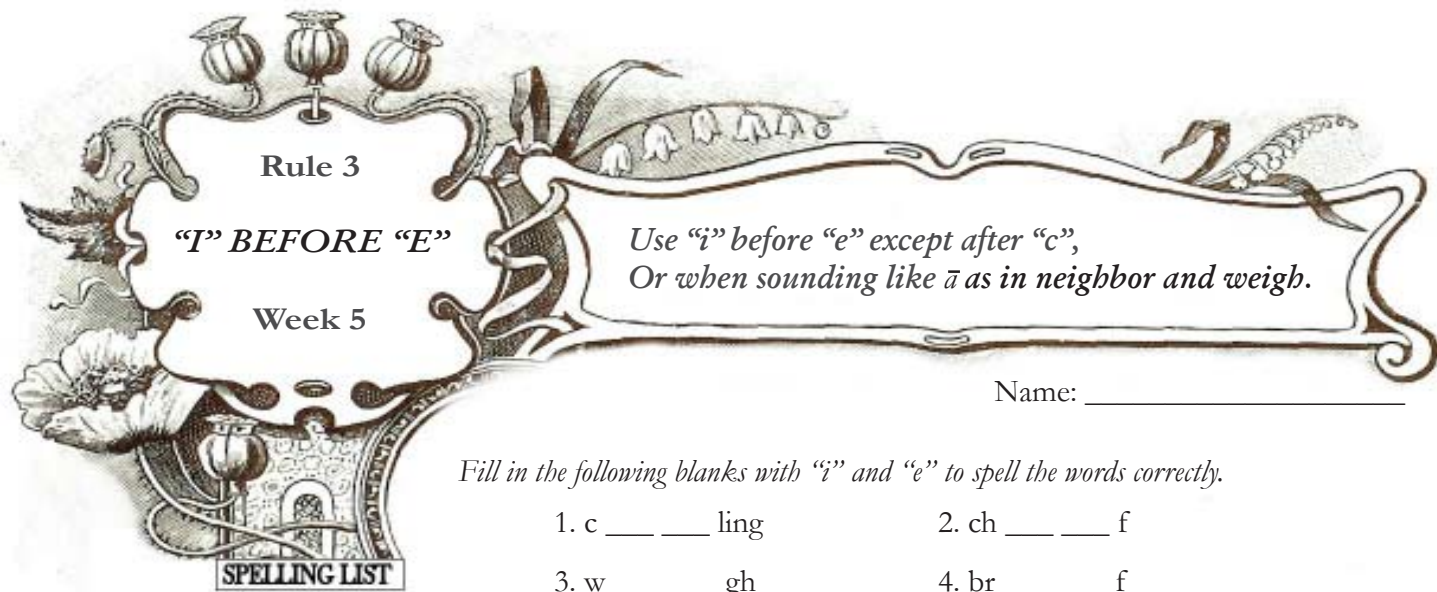 Rule 3
“I” BEFORE “E”
Week 5
Use “i” before “e” except after “c”,
Or when sounding like ā as in neighbor and weigh.
Name: ____________________
Fill in the following blanks with “i” and “e” to spell the words correctly.
1. c ___ ___ ling
2. ch ___ ___ f
3. w gh
4. br f
SPELLING LIST